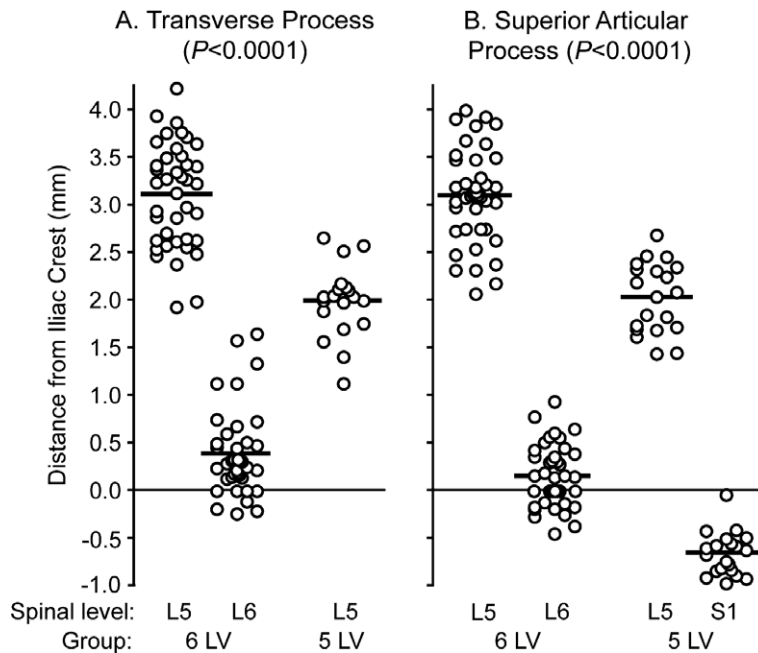 A. Transverse Process
(P<0.0001)
B. Superior Articular
Process (P<0.0001)
Distance from Iliac Crest (mm)
4.0
3.5
3.0
2.5
2.0
1.5
1.0
0.5
0.0
-0.5
-1.0
Spinal level: L5 L6 L5 L5 L6 L5 S1
Group: 6 LV 5 LV 6 LV 5 LV